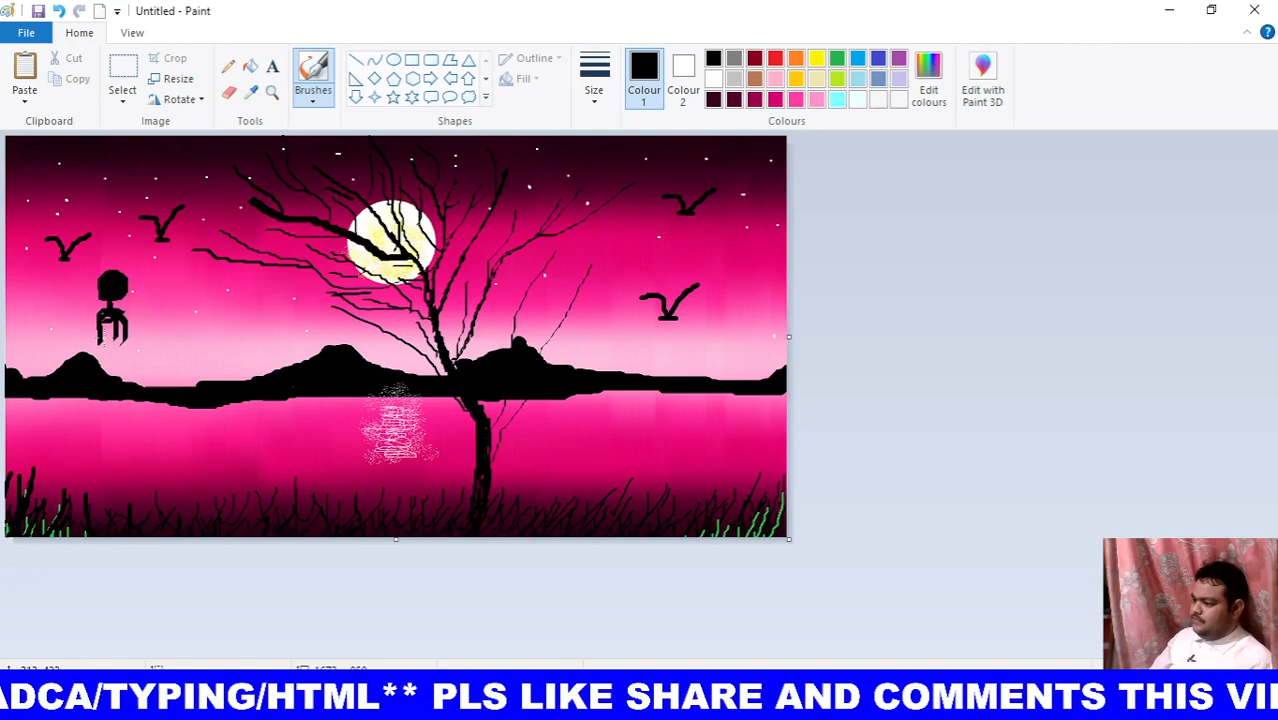 Untitled - Paint
File
Home
View
Paste
Cut
Copy
Clipboard
Select
Crop
Resize
Rotate
Image
Tools
Brushes
Shapes
Outline
Fill
Size
Colour 1
Colour 2
Edit colours
Edit with Paint 3D
Colours
ADCA/TYPING/HTML** PLS LIKE SHARE AND COMMENTS THIS